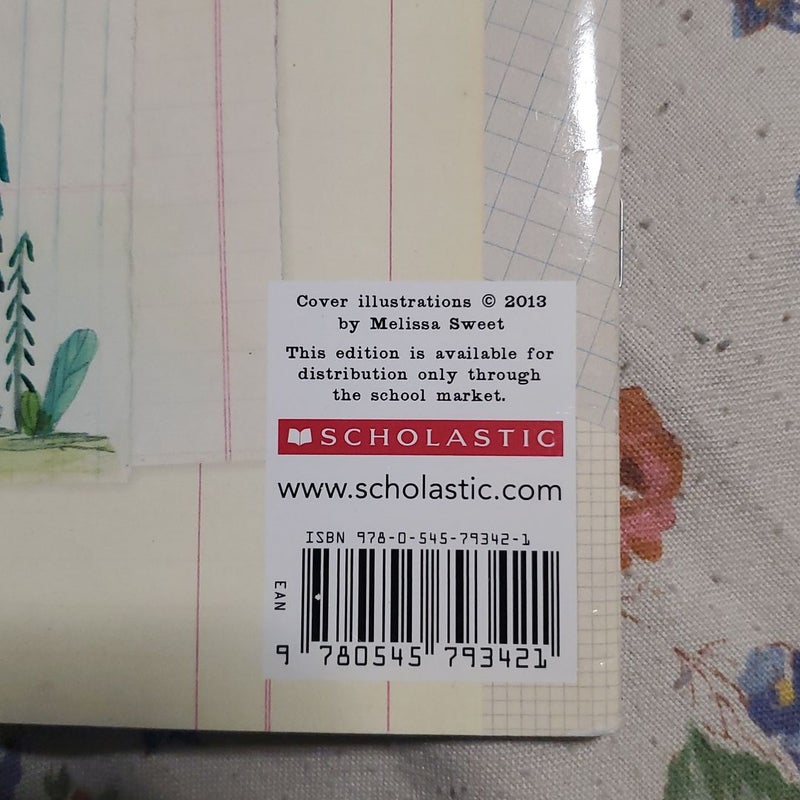 Cover illustrations © 2013
by Melissa Sweet
This edition is available for
distribution only through
the school market.
SCHOLASTIC
www.scholastic.com
ISBN 978-0-545-79342-1
EAN
9 780545 793421